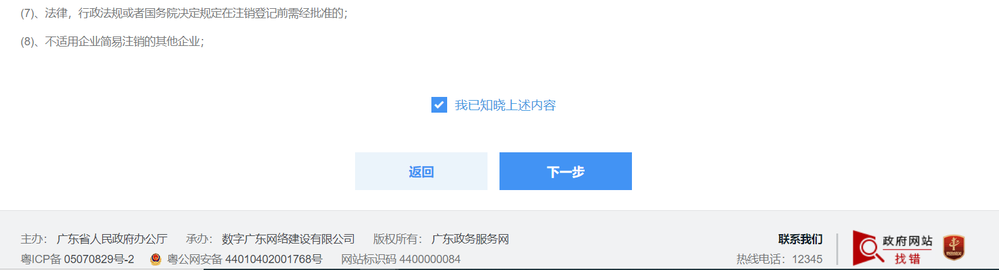 (7)、法律，行政法规或者国务院决定规定在注销登记前需经批准的；
(8)、不适用企业简易注销的其他企业；
我已知晓上述内容
返回 下一步
主办： 广东省人民政府办公厅 承办： 数字广东网络建设有限公司 版权所有： 广东政务服务网
粤ICP备 05070829号-2 粤公网安备 44010402001768号 网站标识码 4400000084
联系我们
热线电话：12345
政府网站
找错
党政机关